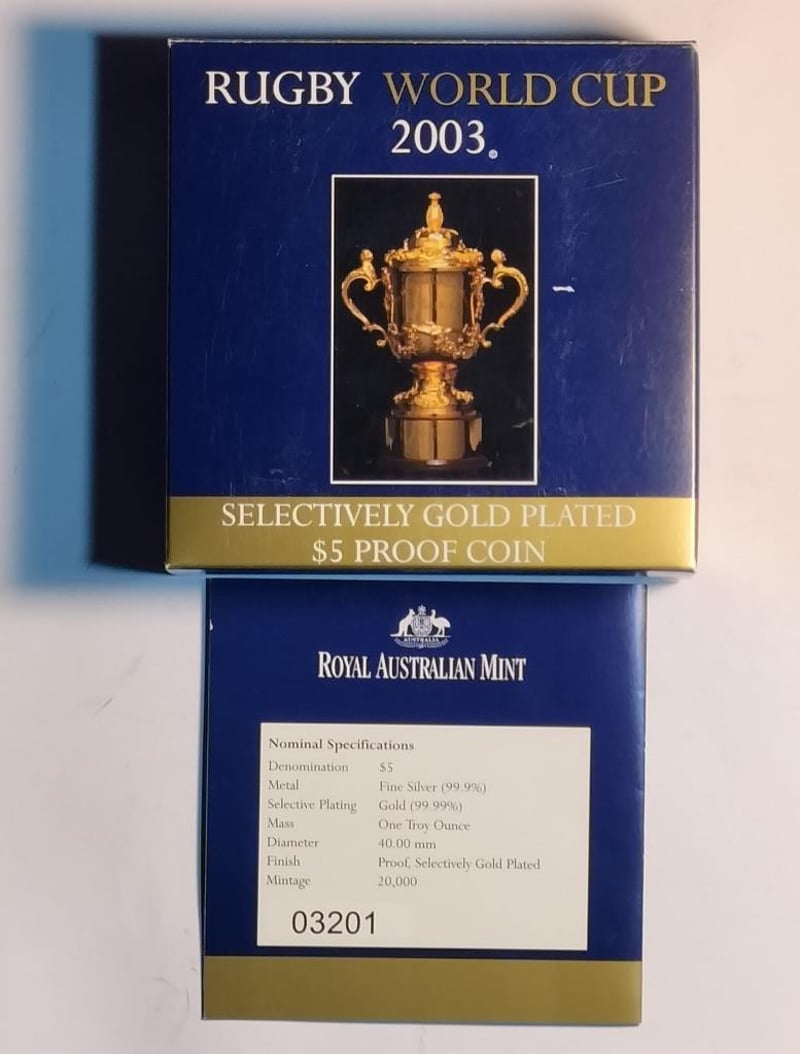 RUGBY WORLD CUP
2003.
SELECTIVELY GOLD PLATED
$5 PROOF COIN
AUSTRALIA
ROYAL AUSTRALIAN MINT
Nominal Specifications
Denomination $5
Metal Fine Silver (99.9%)
Selective Plating Gold (99.99%)
Mass One Troy Ounce
Diameter 40.00 mm
Finish Proof, Selectively Gold Plated
Mintage 20,000
03201